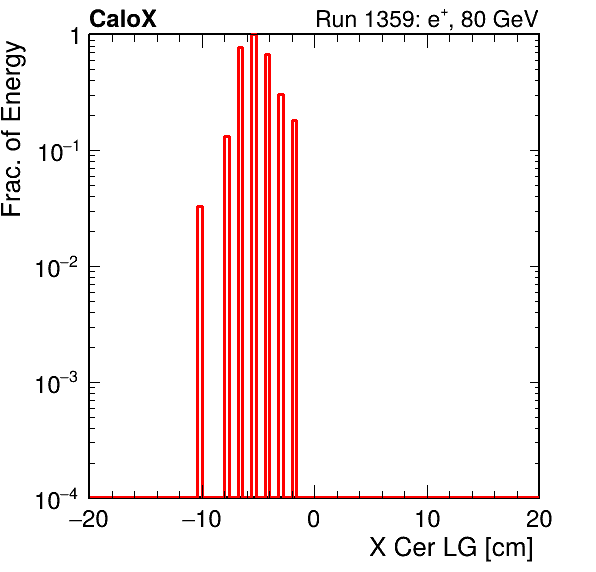 CaloX Run 1359: e⁺, 80 GeV
Frac. of Energy
1
10⁻¹
10⁻²
10⁻³
10⁻⁴
−20 −10 0 10 20
X Cer LG [cm]